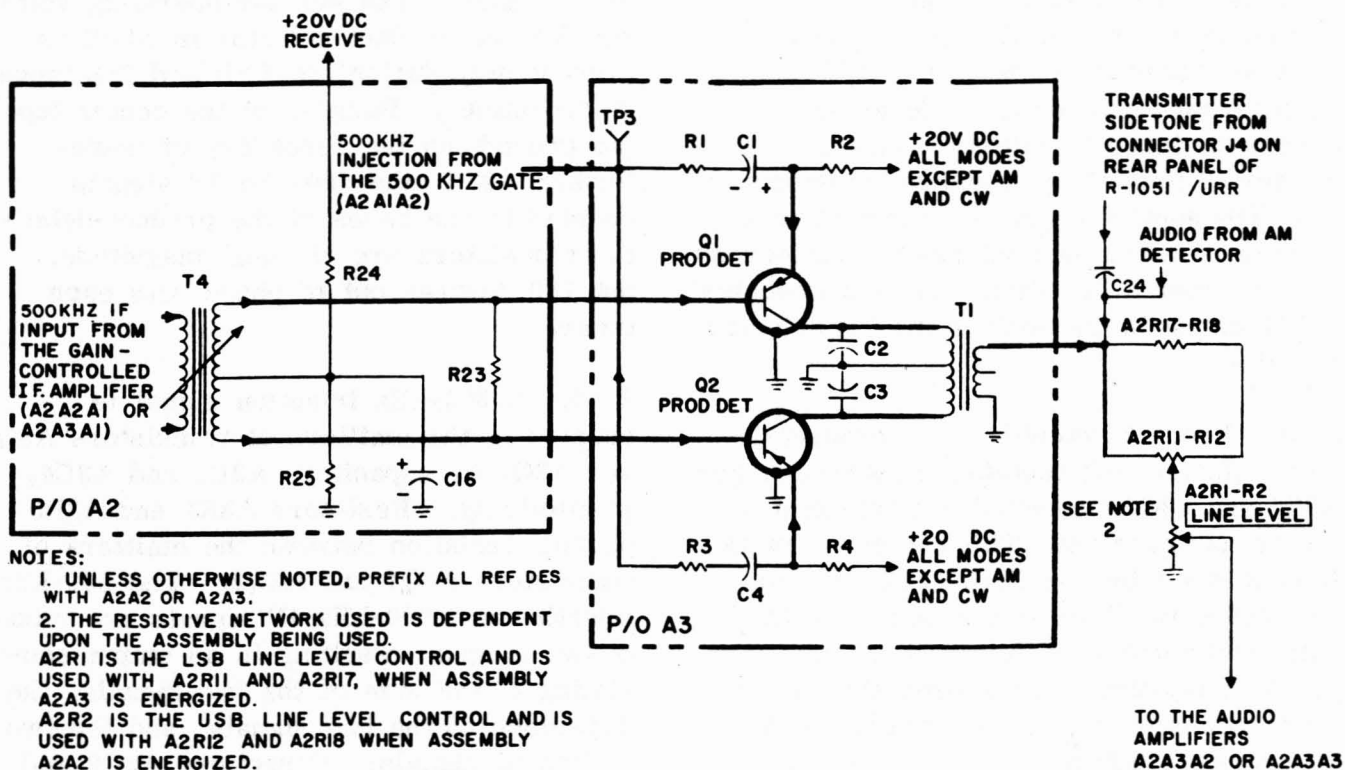 +20V DC
RECEIVE
500KHZ
INJECTION FROM
THE 500 KHZ GATE
(A2A1A2)
R24
T4
500KHZ IF
INPUT FROM
THE GAIN-
CONTROLLED
I.F. AMPLIFIER
(A2A2A1 OR
A2A3A1)
R23
R25
+
-
C16
P/O A2
TP3
R1
C1
- +
R2
+20V DC
ALL MODES
EXCEPT AM
AND CW
Q1
PROD DET
C2
C3
T1
Q2
PROD DET
R3
C4
R4
+20 DC
ALL MODES
EXCEPT AM
AND CW
P/O A3
TRANSMITTER
SIDETONE FROM
CONNECTOR J4 ON
REAR PANEL OF
R-1051 /URR
AUDIO FROM AM
DETECTOR
C24
A2R17-R18
A2R11-R12
A2R1-R2
LINE LEVEL
SEE NOTE
2
TO THE AUDIO
AMPLIFIERS
A2A3A2 OR A2A3A3
NOTES:
1. UNLESS OTHERWISE NOTED, PREFIX ALL REF DES
WITH A2A2 OR A2A3.
2. THE RESISTIVE NETWORK USED IS DEPENDENT
UPON THE ASSEMBLY BEING USED.
A2R1 IS THE LSB LINE LEVEL CONTROL AND IS
USED WITH A2R11 AND A2R17, WHEN ASSEMBLY
A2A3 IS ENERGIZED.
A2R2 IS THE USB LINE LEVEL CONTROL AND IS
USED WITH A2R12 AND A2R18 WHEN ASSEMBLY
A2A2 IS ENERGIZED.